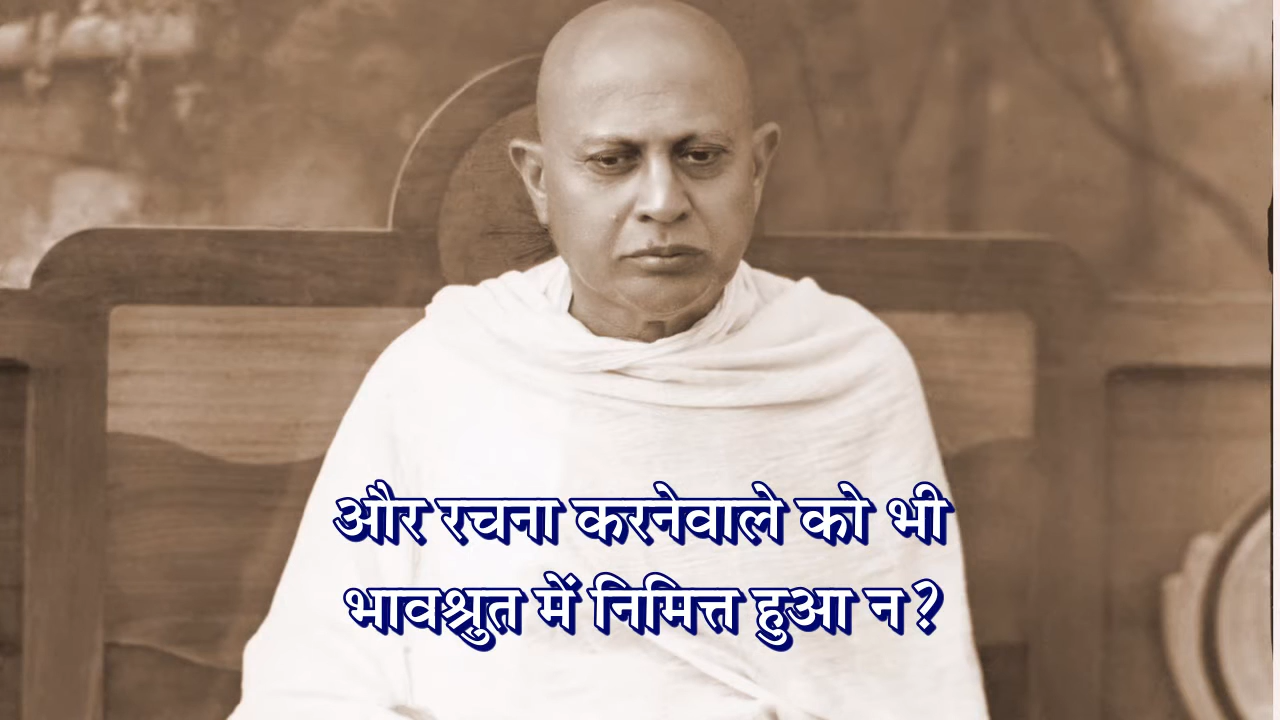 और रचना करनेवाले को भी
भावश्रुत में निमित्त हुआ न?